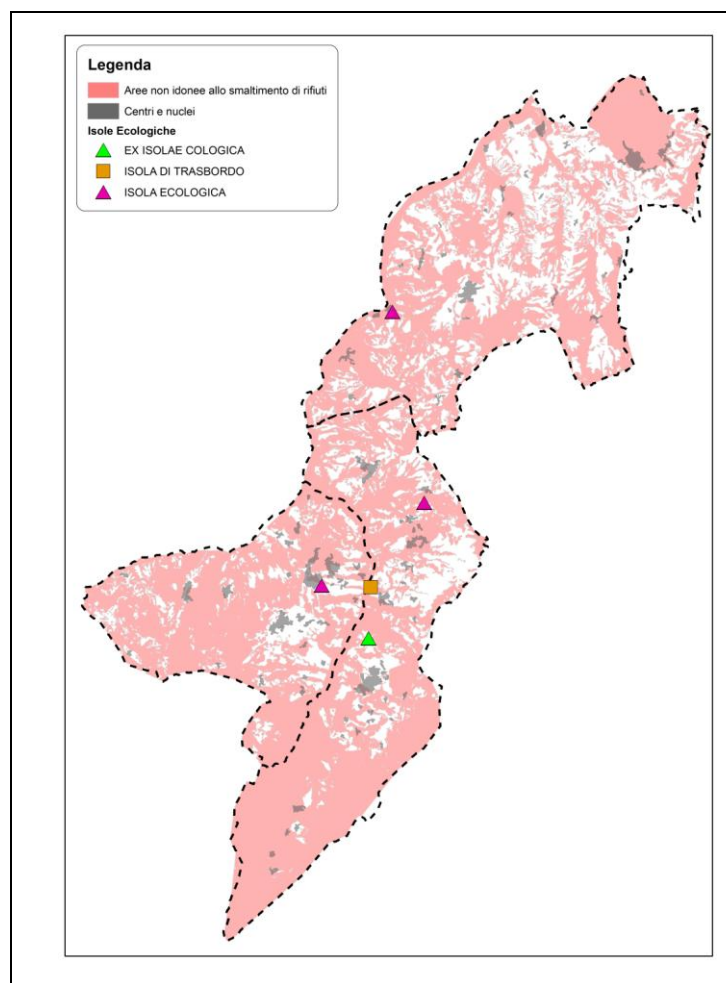 Legenda
Aree non idonee allo smaltimento di rifiuti
Centri e nuclei
Isole Ecologiche
EX ISOLAE COLOGICA
ISOLA DI TRASBORDO
ISOLA ECOLOGICA